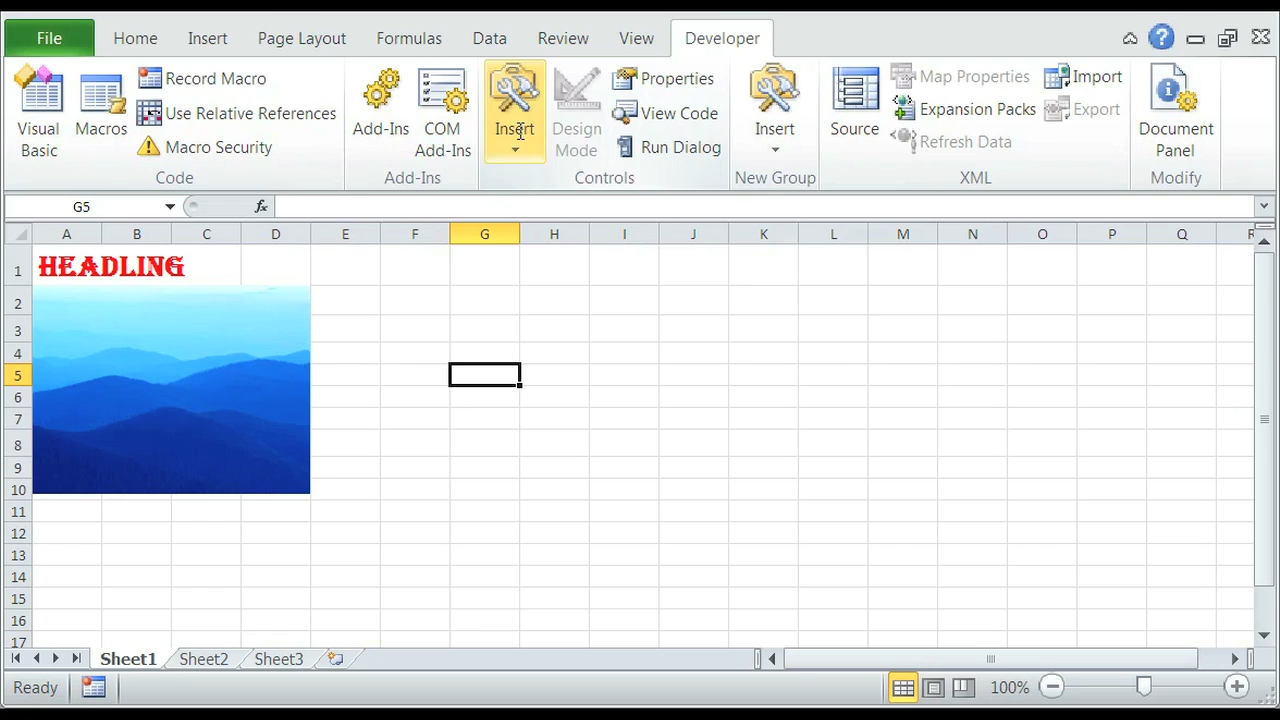 File Home Insert Page Layout Formulas Data Review View Developer
Visual Basic
Macros
Record Macro
Use Relative References
Macro Security
Code
Add-Ins
COM Add-Ins
Add-Ins
Insert
Design Mode
Properties
View Code
Run Dialog
Controls
Insert
New Group
Source
Map Properties
Expansion Packs
Refresh Data
Import
Export
XML
Document Panel
Modify
G5 fx
A B C D E F G H I J K L M N O P Q R
1 HEADLING
2
3
4
5
6
7
8
9
10
11
12
13
14
15
16
17
Sheet1 Sheet2 Sheet3
Ready 100%